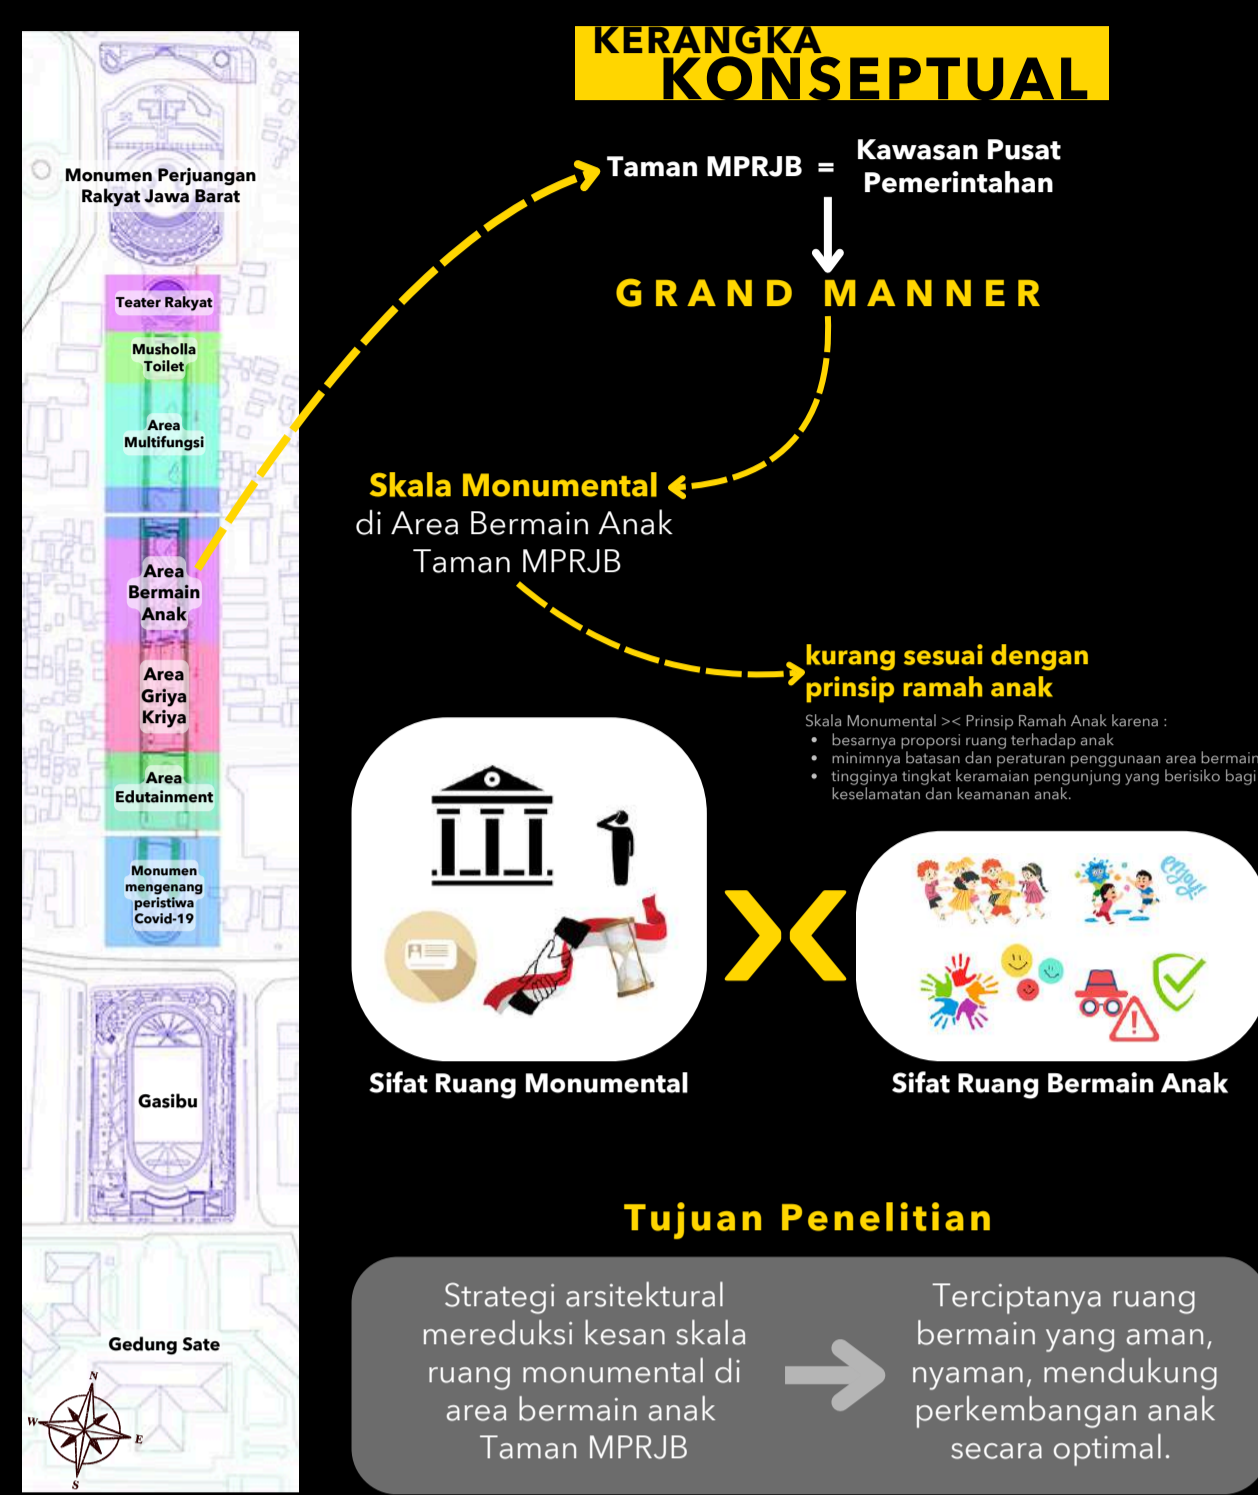 KERANGKA
KONSEPTUAL
Monumen Perjuangan
Rakyat Jawa Barat
Teater Rakyat
Musholla
Toilet
Area
Multifungsi
Area
Bermain
Anak
Area
Griya
Kriya
Area
Edutainment
Monumen
mengenang
peristiwa
Covid-19
Gasibu
Gedung Sate
N
W
E
S
Taman MPRJB = Kawasan Pusat
Pemerintahan
GRAND MANNER
Skala Monumental
di Area Bermain Anak
Taman MPRJB
kurang sesuai dengan
prinsip ramah anak
Skala Monumental >< Prinsip Ramah Anak karena :
• besarnya proporsi ruang terhadap anak
• minimnya batasan dan peraturan penggunaan area bermain
• tingginya tingkat keramaian pengunjung yang berisiko bagi
keselamatan dan keamanan anak.
enjoy!
Sifat Ruang Monumental
Sifat Ruang Bermain Anak
Tujuan Penelitian
Strategi arsitektural
mereduksi kesan skala
ruang monumental di
area bermain anak
Taman MPRJB
Terciptanya ruang
bermain yang aman,
nyaman, mendukung
perkembangan anak
secara optimal.